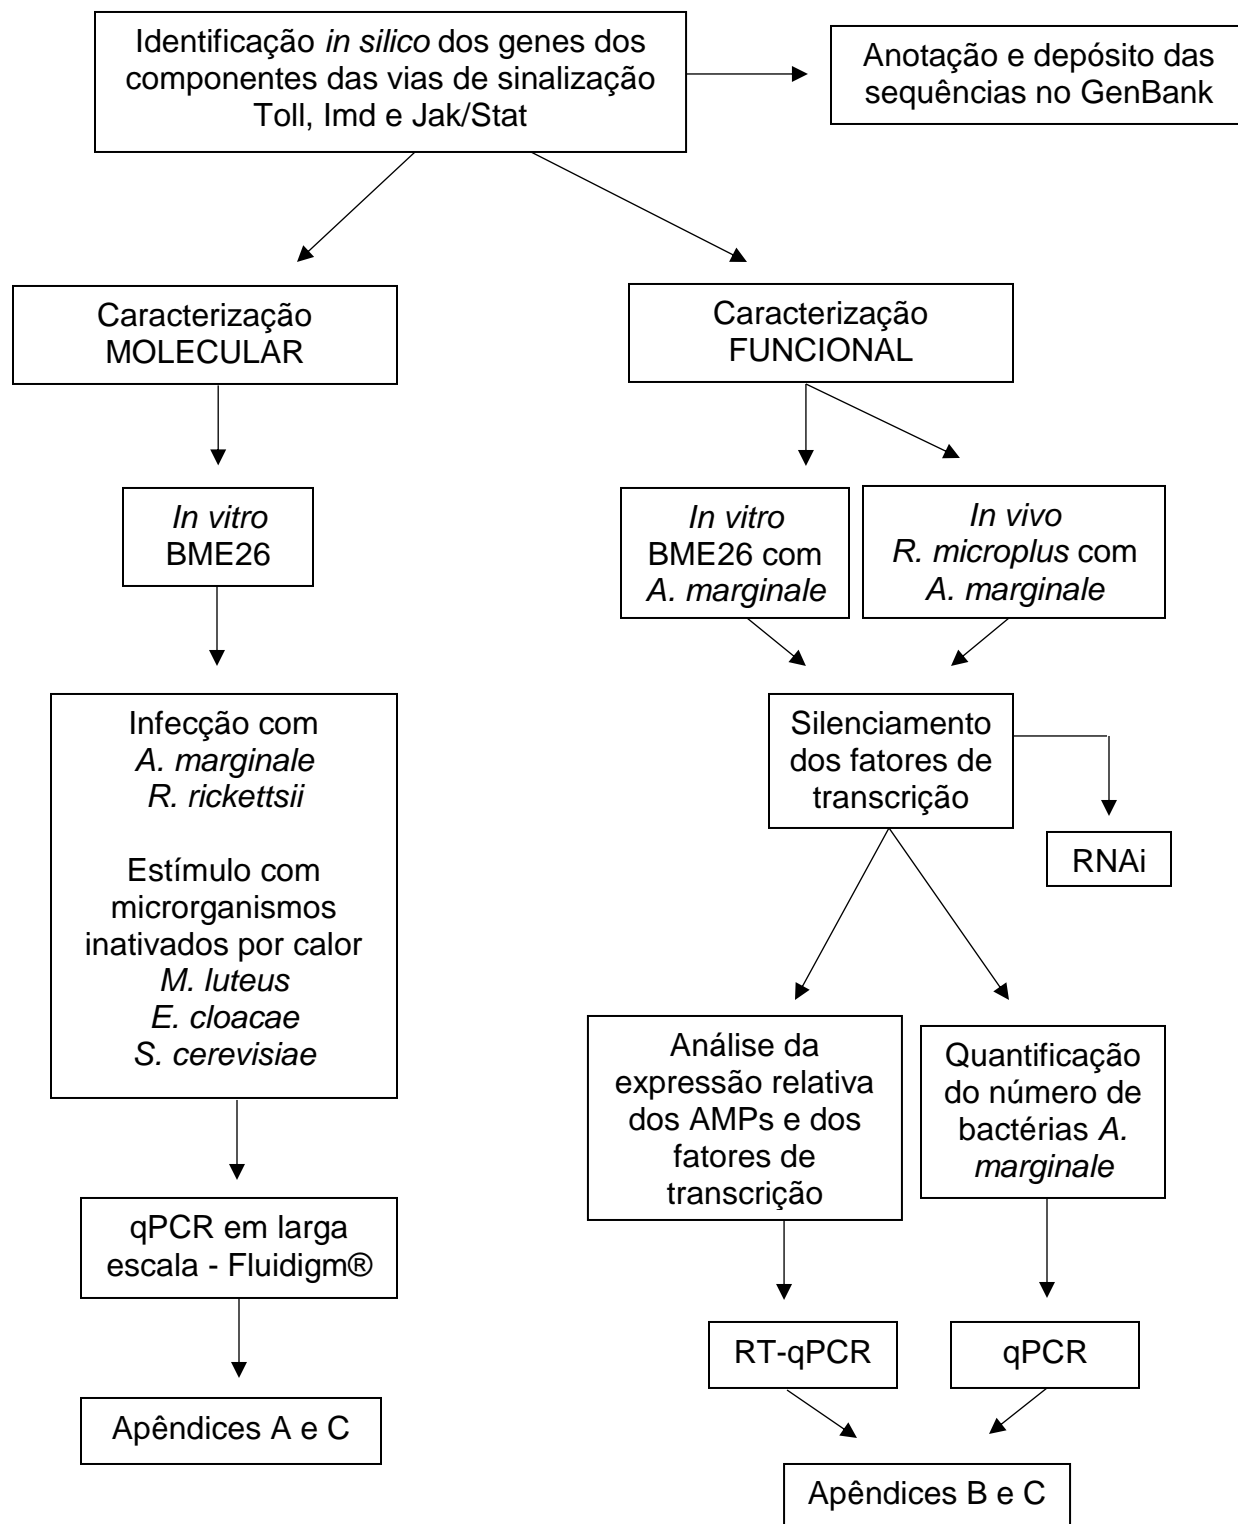 Identificação in silico dos genes dos
componentes das vias de sinalização
Toll, Imd e Jak/Stat
Anotação e depósito das
sequências no GenBank
Caracterização
MOLECULAR
Caracterização
FUNCIONAL
In vitro
BME26
In vitro
BME26 com
A. marginale
In vivo
R. microplus com
A. marginale
Infecção com
A. marginale
R. rickettsii
Estímulo com
microrganismos
inativados por calor
M. luteus
E. cloacae
S. cerevisiae
Silenciamento
dos fatores de
transcrição
RNAi
Análise da
expressão relativa
dos AMPs e dos
fatores de
transcrição
Quantificação
do número de
bactérias A.
marginale
qPCR em larga
escala - Fluidigm®
RT-qPCR
qPCR
Apêndices A e C
Apêndices B e C